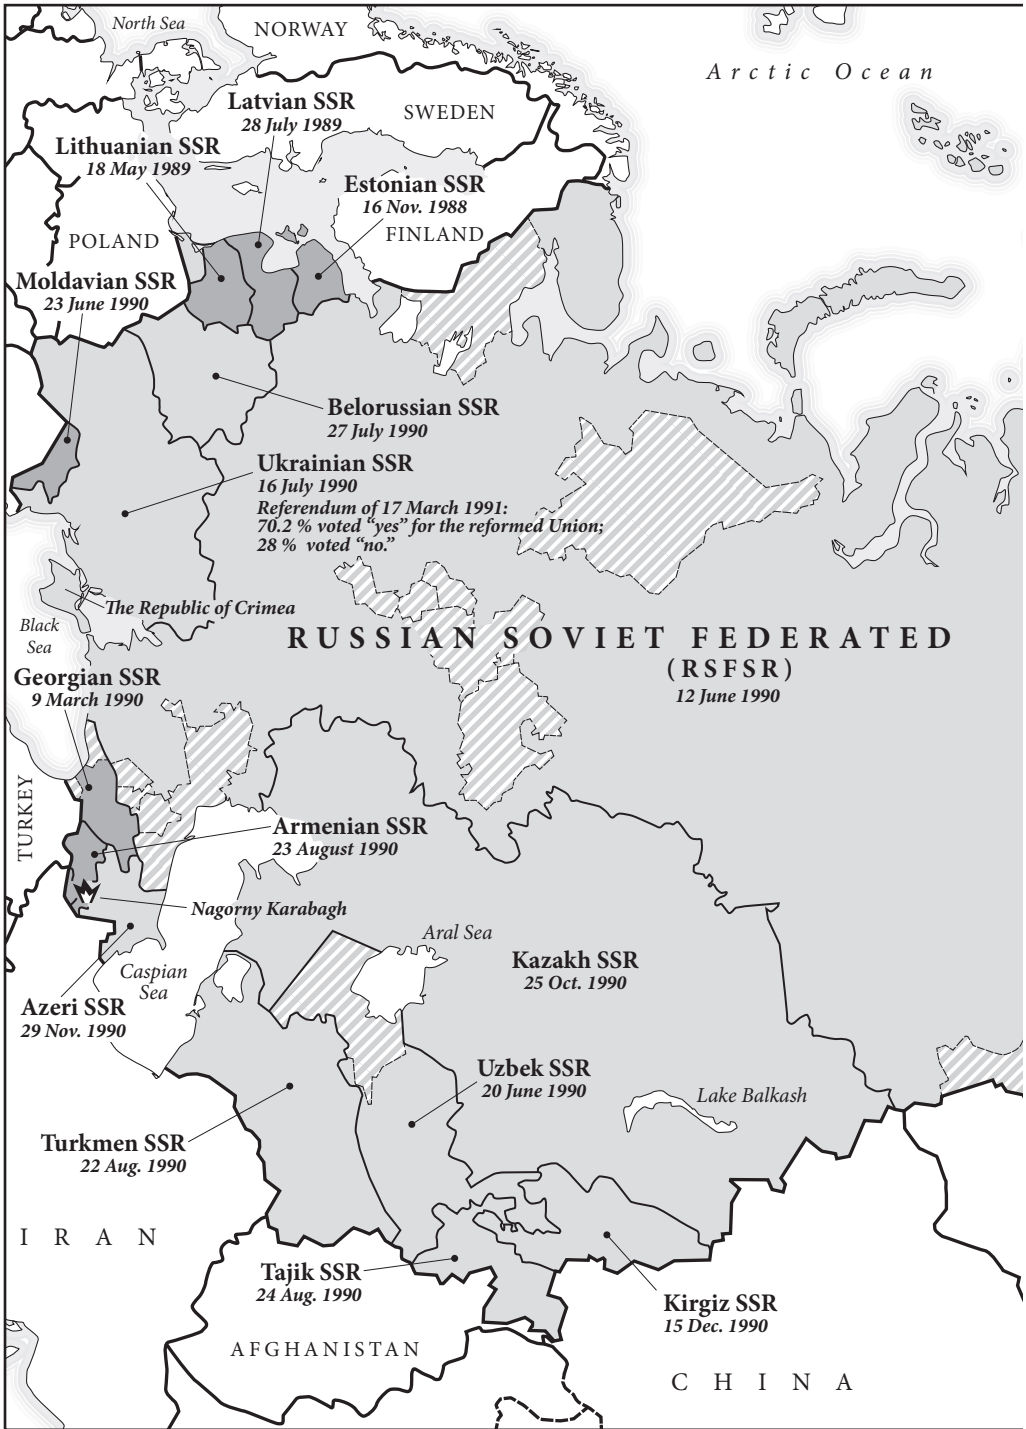 North Sea
NORWAY
Arctic Ocean
Latvian SSR
28 July 1989
SWEDEN
Lithuanian SSR
18 May 1989
Estonian SSR
16 Nov. 1988
POLAND
FINLAND
Moldavian SSR
23 June 1990
Belorussian SSR
27 July 1990
Ukrainian SSR
16 July 1990
Referendum of 17 March 1991:
70.2 % voted “yes” for the reformed Union;
28 % voted “no.”
The Republic of Crimea
Black
Sea
RUSSIAN SOVIET FEDERATED
(RSFSR)
12 June 1990
Georgian SSR
9 March 1990
TURKEY
Armenian SSR
23 August 1990
Nagorny Karabagh
Aral Sea
Kazakh SSR
25 Oct. 1990
Caspian
Sea
Azeri SSR
29 Nov. 1990
Uzbek SSR
20 June 1990
Lake Balkash
Turkmen SSR
22 Aug. 1990
IRAN
Tajik SSR
24 Aug. 1990
Kirgiz SSR
15 Dec. 1990
AFGHANISTAN
CHINA